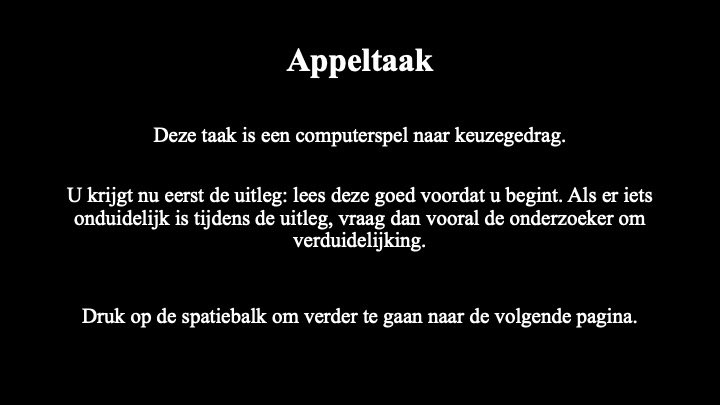 Appeltaak
Deze taak is een computerspel naar keuzegedrag.
U krijgt nu eerst de uitleg: lees deze goed voordat u begint. Als er iets
onduidelijk is tijdens de uitleg, vraag dan vooral de onderzoeker om
verduidelijking.
Druk op de spatiebalk om verder te gaan naar de volgende pagina.